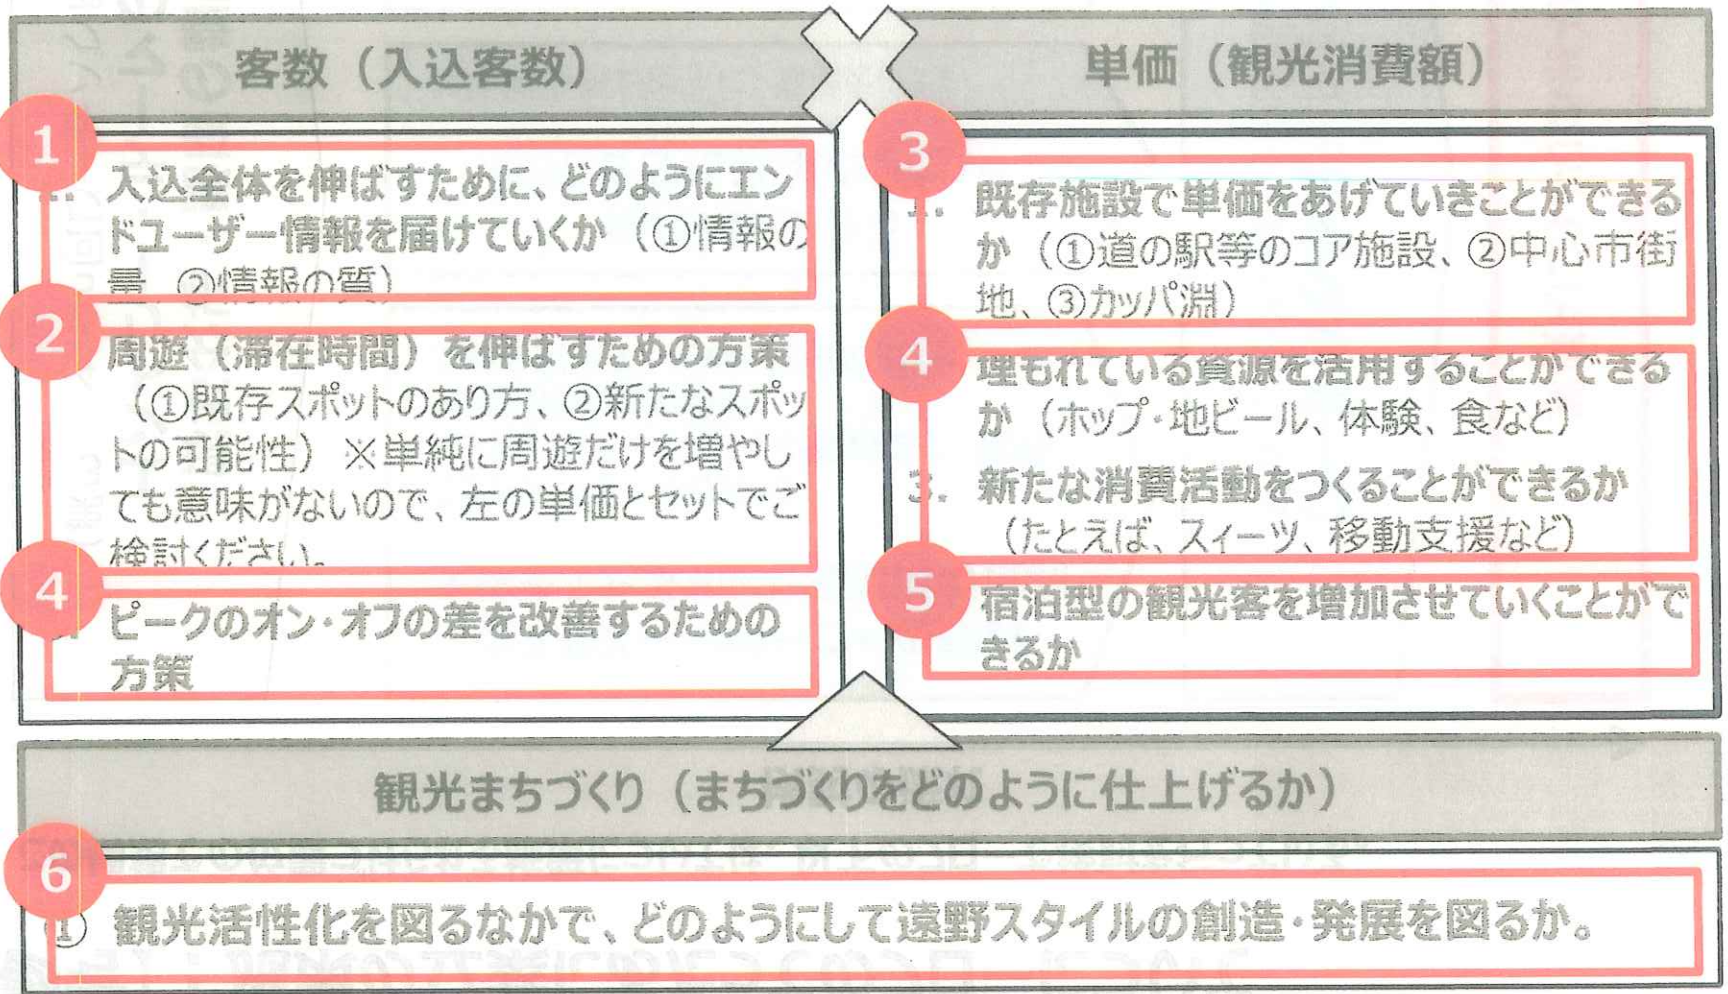 客数（入込客数）
1
入込全体を伸ばすために、どのようにエン
ドユーザー情報を届けていくか（①情報の
量、②情報の質）
2
周遊（滞在時間）を伸ばすための方策
（①既存スポットのあり方、②新たなスポッ
トの可能性）※単純に周遊だけを増やし
ても意味がないので、左の単価とセットでご
検討ください。
4
ピークのオン・オフの差を改善するための
方策
単価（観光消費額）
3
既存施設で単価をあげていきことができる
か（①道の駅等のコア施設、②中心市街
地、③カッパ淵）
4
埋もれている資源を活用することができる
か（ホップ・地ビール、体験、食など）
3. 新たな消費活動をつくることができるか
（たとえば、スィーツ、移動支援など）
5
宿泊型の観光客を増加させていくことがで
きるか
観光まちづくり（まちづくりをどのように仕上げるか）
6
① 観光活性化を図るなかで、どのようにして遠野スタイルの創造・発展を図るか。